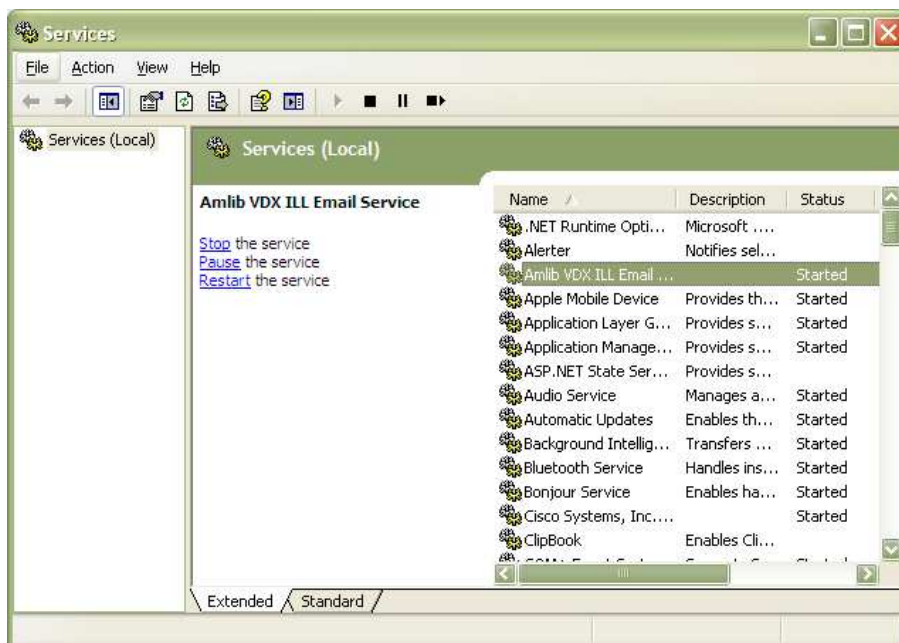 Services
File Action View Help
Services (Local)
Services (Local)
Amlib VDX ILL Email Service
Stop the service
Pause the service
Restart the service
Name Description Status
.NET Runtime Opti... Microsoft ....
Alerter Notifies sel...
Amlib VDX ILL Email ... Started
Apple Mobile Device Provides th... Started
Application Layer G... Provides s... Started
Application Manage... Provides s... Started
ASP.NET State Ser... Provides s...
Audio Service Manages a... Started
Automatic Updates Enables th... Started
Background Intellig... Transfers ... Started
Bluetooth Service Handles ins... Started
Bonjour Service Enables ha... Started
Cisco Systems, Inc.... Started
ClipBook Enables Cli...
Extended Standard